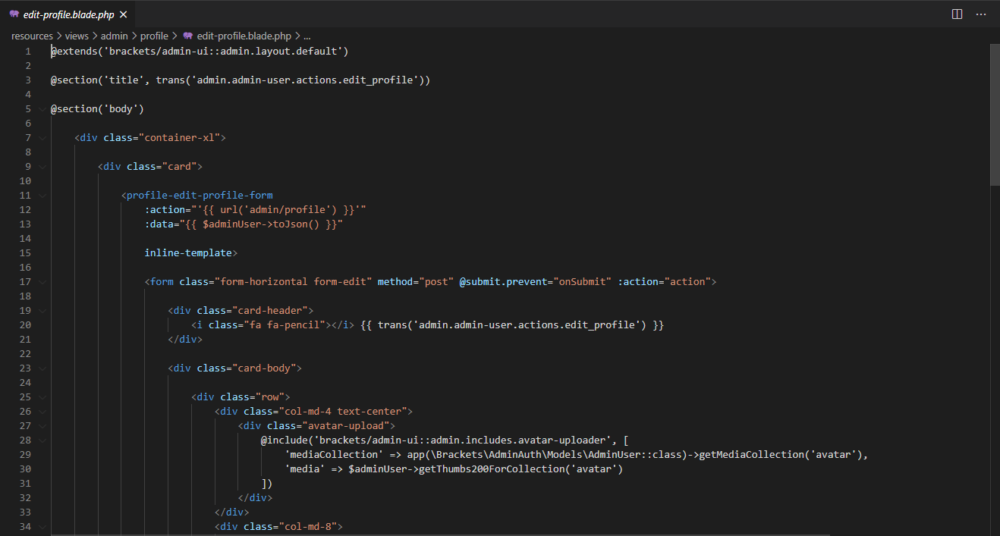 edit-profile.blade.php ×
resources > views > admin > profile > edit-profile.blade.php > ...
1 @extends('brackets/admin-ui::admin.layout.default')
2
3 @section('title', trans('admin.admin-user.actions.edit_profile'))
4
5 @section('body')
6
7 <div class="container-xl">
8
9 <div class="card">
10
11 <profile-edit-profile-form
12 :action="'{{ url('admin/profile') }}'"
13 :data="{{ $adminUser->toJson() }}"
14
15 inline-template>
16
17 <form class="form-horizontal form-edit" method="post" @submit.prevent="onSubmit" :action="action">
18
19 <div class="card-header">
20 <i class="fa fa-pencil"></i> {{ trans('admin.admin-user.actions.edit_profile') }}
21 </div>
22
23 <div class="card-body">
24
25 <div class="row">
26 <div class="col-md-4 text-center">
27 <div class="avatar-upload">
28 @include('brackets/admin-ui::admin.includes.avatar-uploader', [
29 'mediaCollection' => app(\Brackets\AdminAuth\Models\AdminUser::class)->getMediaCollection('avatar'),
30 'media' => $adminUser->getThumbs200ForCollection('avatar')
31 ])
32 </div>
33 </div>
34 <div class="col-md-8">